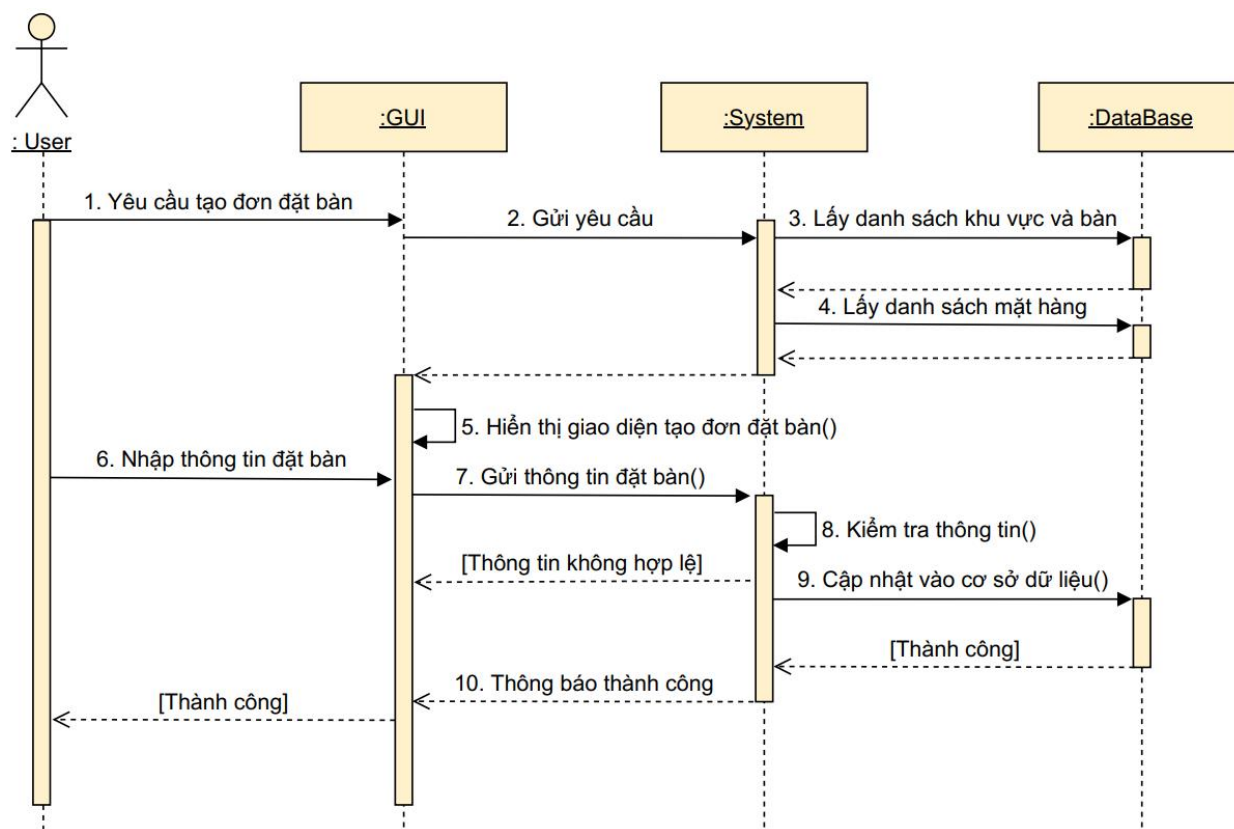 : User
:GUI
:System
:DataBase
1. Yêu cầu tạo đơn đặt bàn
2. Gửi yêu cầu
3. Lấy danh sách khu vực và bàn
4. Lấy danh sách mặt hàng
5. Hiển thị giao diện tạo đơn đặt bàn()
6. Nhập thông tin đặt bàn
7. Gửi thông tin đặt bàn()
8. Kiểm tra thông tin()
[Thông tin không hợp lệ]
9. Cập nhật vào cơ sở dữ liệu()
[Thành công]
10. Thông báo thành công
[Thành công]